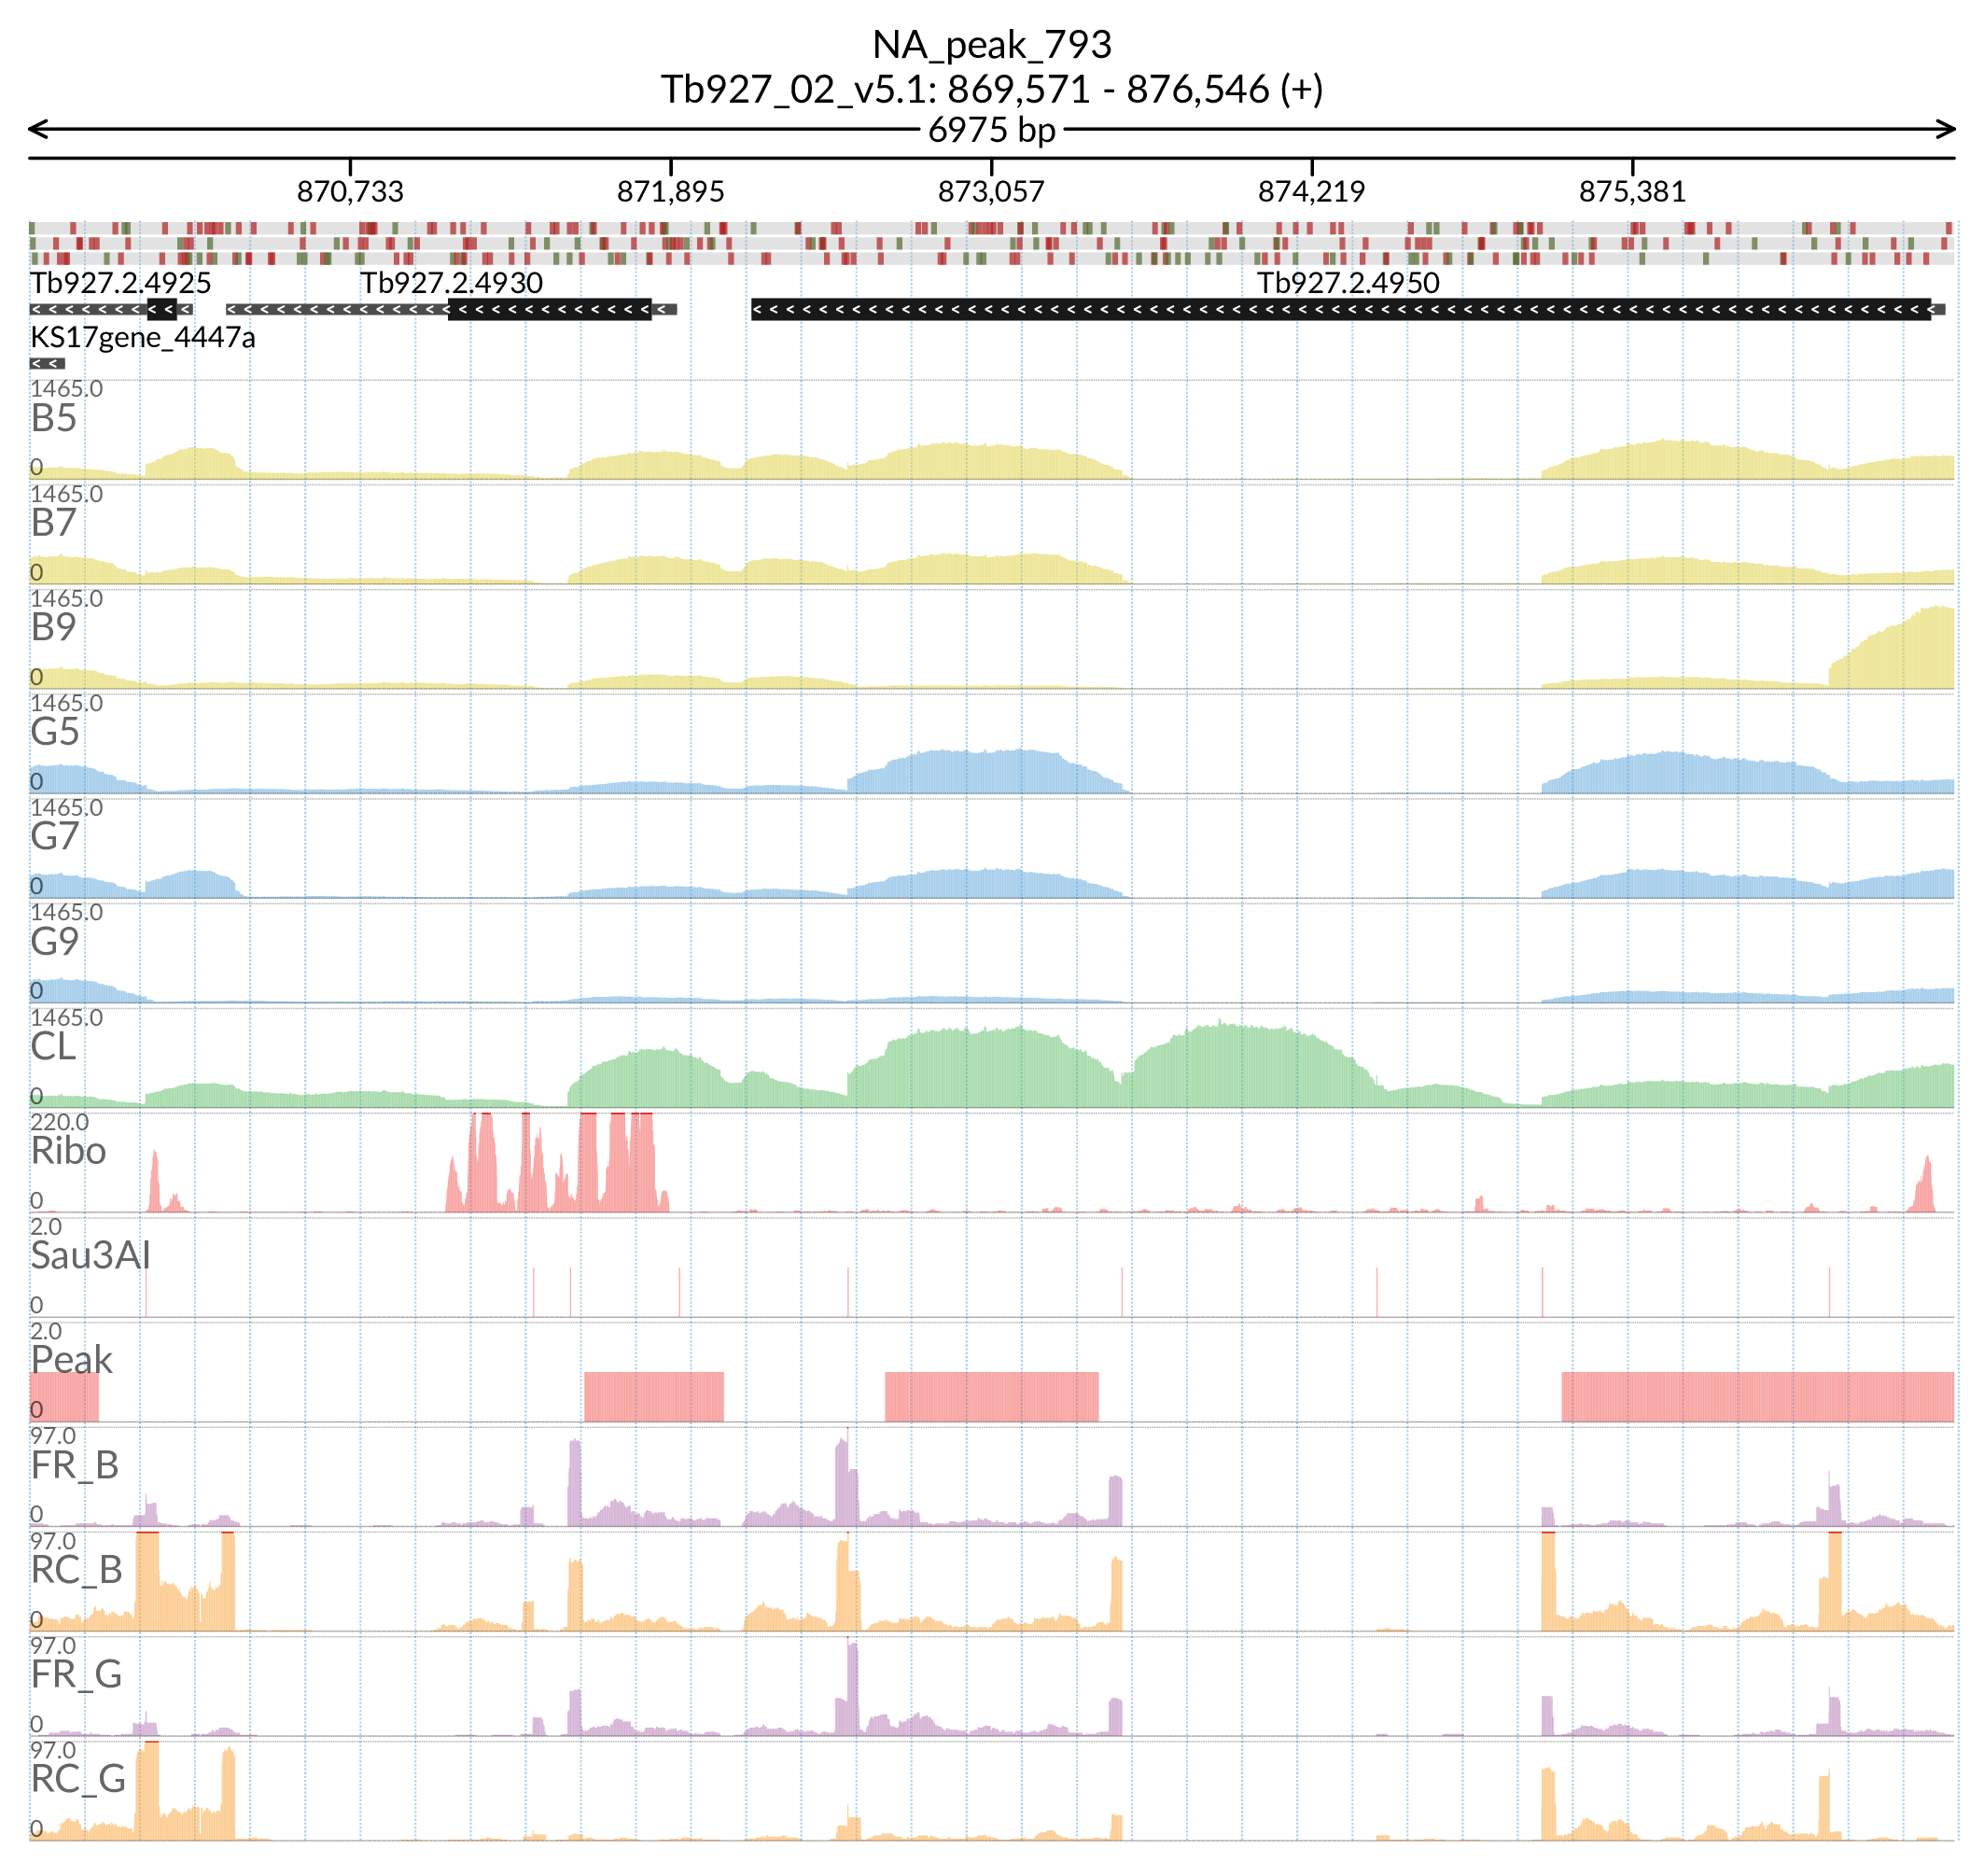 NA_peak_793
Tb927_02_v5.1: 869,571 - 876,546 (+)
6975 bp
870,733 871,895 873,057 874,219 875,381
Tb927.2.4925 Tb927.2.4930 Tb927.2.4950
KS17gene_4447a
1465.0
B5
0
1465.0
B7
0
1465.0
B9
0
1465.0
G5
0
1465.0
G7
0
1465.0
G9
0
1465.0
CL
0
220.0
Ribo
0
2.0
Sau3AI
0
2.0
Peak
0
97.0
FR_B
0
97.0
RC_B
0
97.0
FR_G
0
97.0
RC_G
0